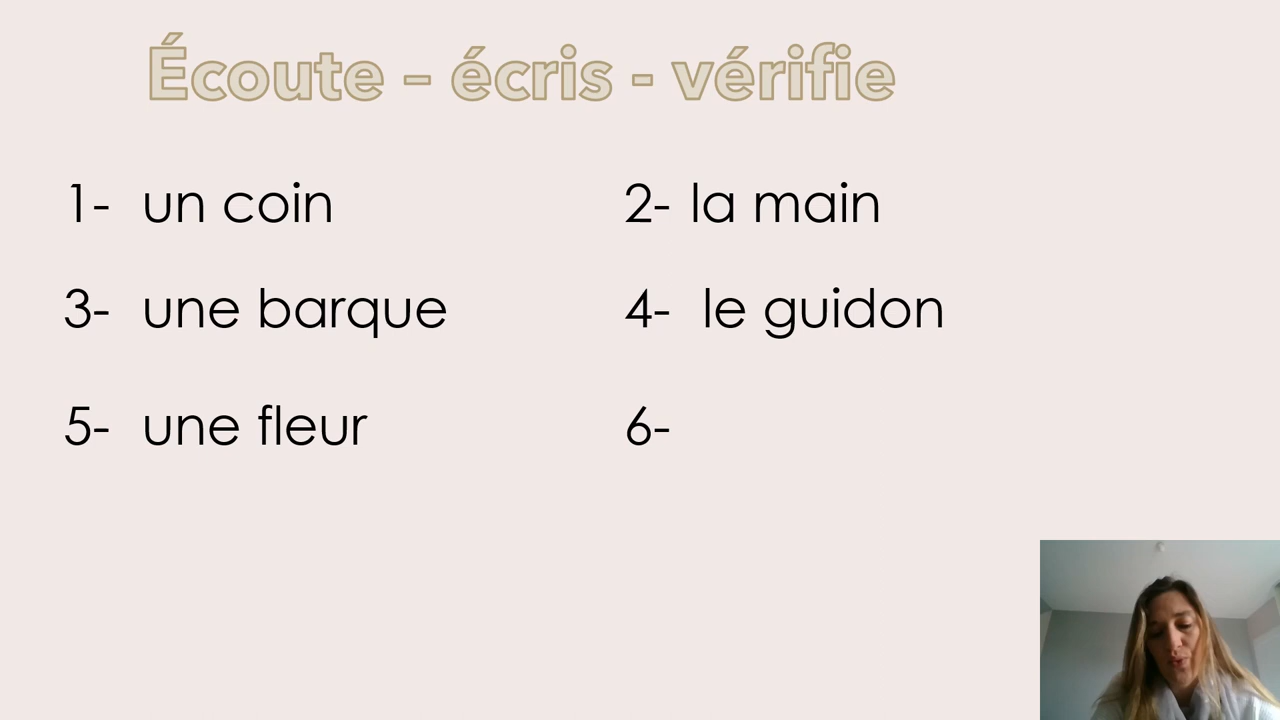 Écoute – écris - vérifie
1- un coin
2- la main
3- une barque
4- le guidon
5- une fleur
6-